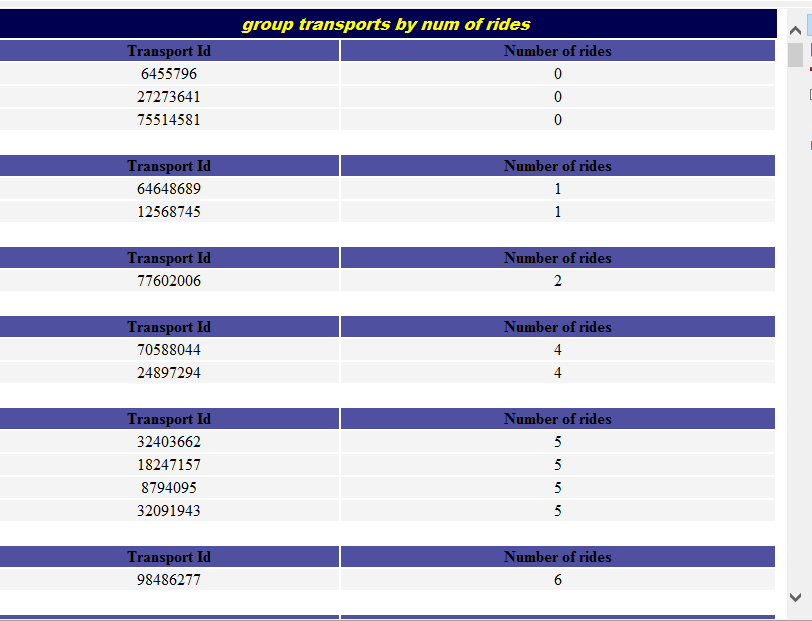 group transports by num of rides
Transport Id Number of rides
6455796 0
27273641 0
75514581 0
Transport Id Number of rides
64648689 1
12568745 1
Transport Id Number of rides
77602006 2
Transport Id Number of rides
70588044 4
24897294 4
Transport Id Number of rides
32403662 5
18247157 5
8794095 5
32091943 5
Transport Id Number of rides
98486277 6